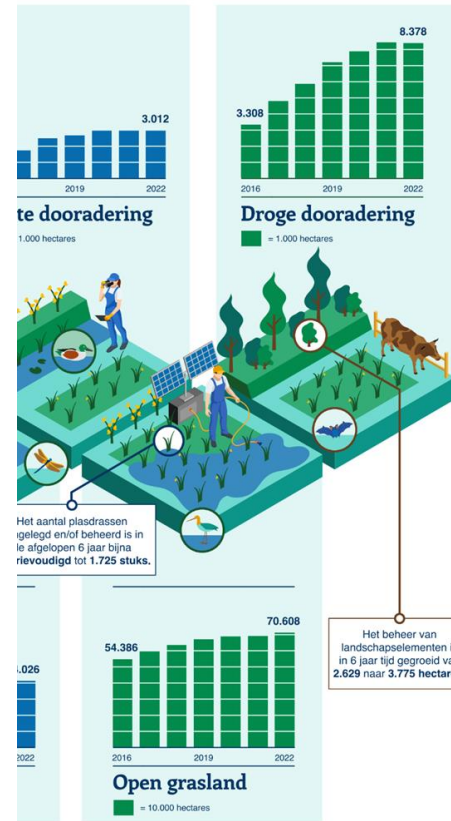 8.378
3.308
3.012
2016 2019 2022
2019 2022
te dooradering
Droge dooradering
1.000 hectares
= 1.000 hectares
Het aantal plasdrassen
ngelegd en/of beheerd is in
le afgelopen 6 jaar bijna
rievoudigd tot 1.725 stuks.
Het beheer van
landschapselementen i
in 6 jaar tijd gegroeid va
2.629 naar 3.775 hectar
70.608
54.386
.026
2022
2016 2019 2022
Open grasland
= 10.000 hectares